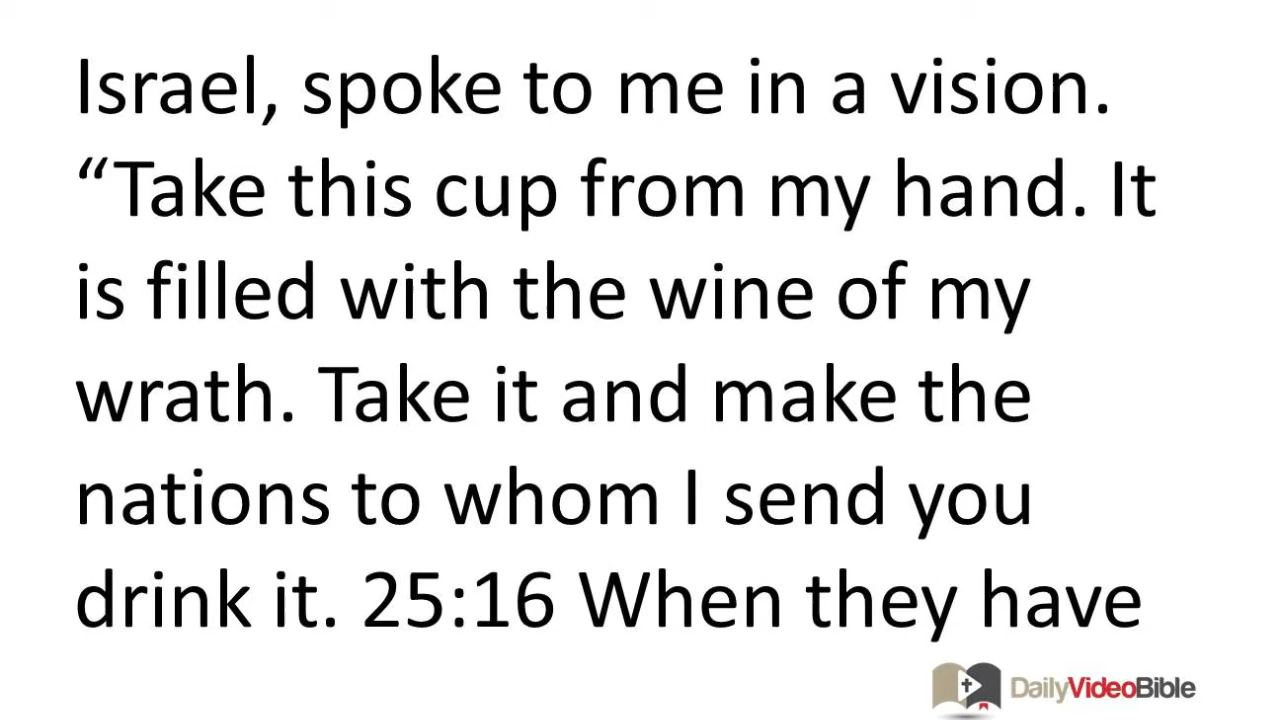 Israel, spoke to me in a vision.
“Take this cup from my hand. It
is filled with the wine of my
wrath. Take it and make the
nations to whom I send you
drink it. 25:16 When they have
DailyVideoBible